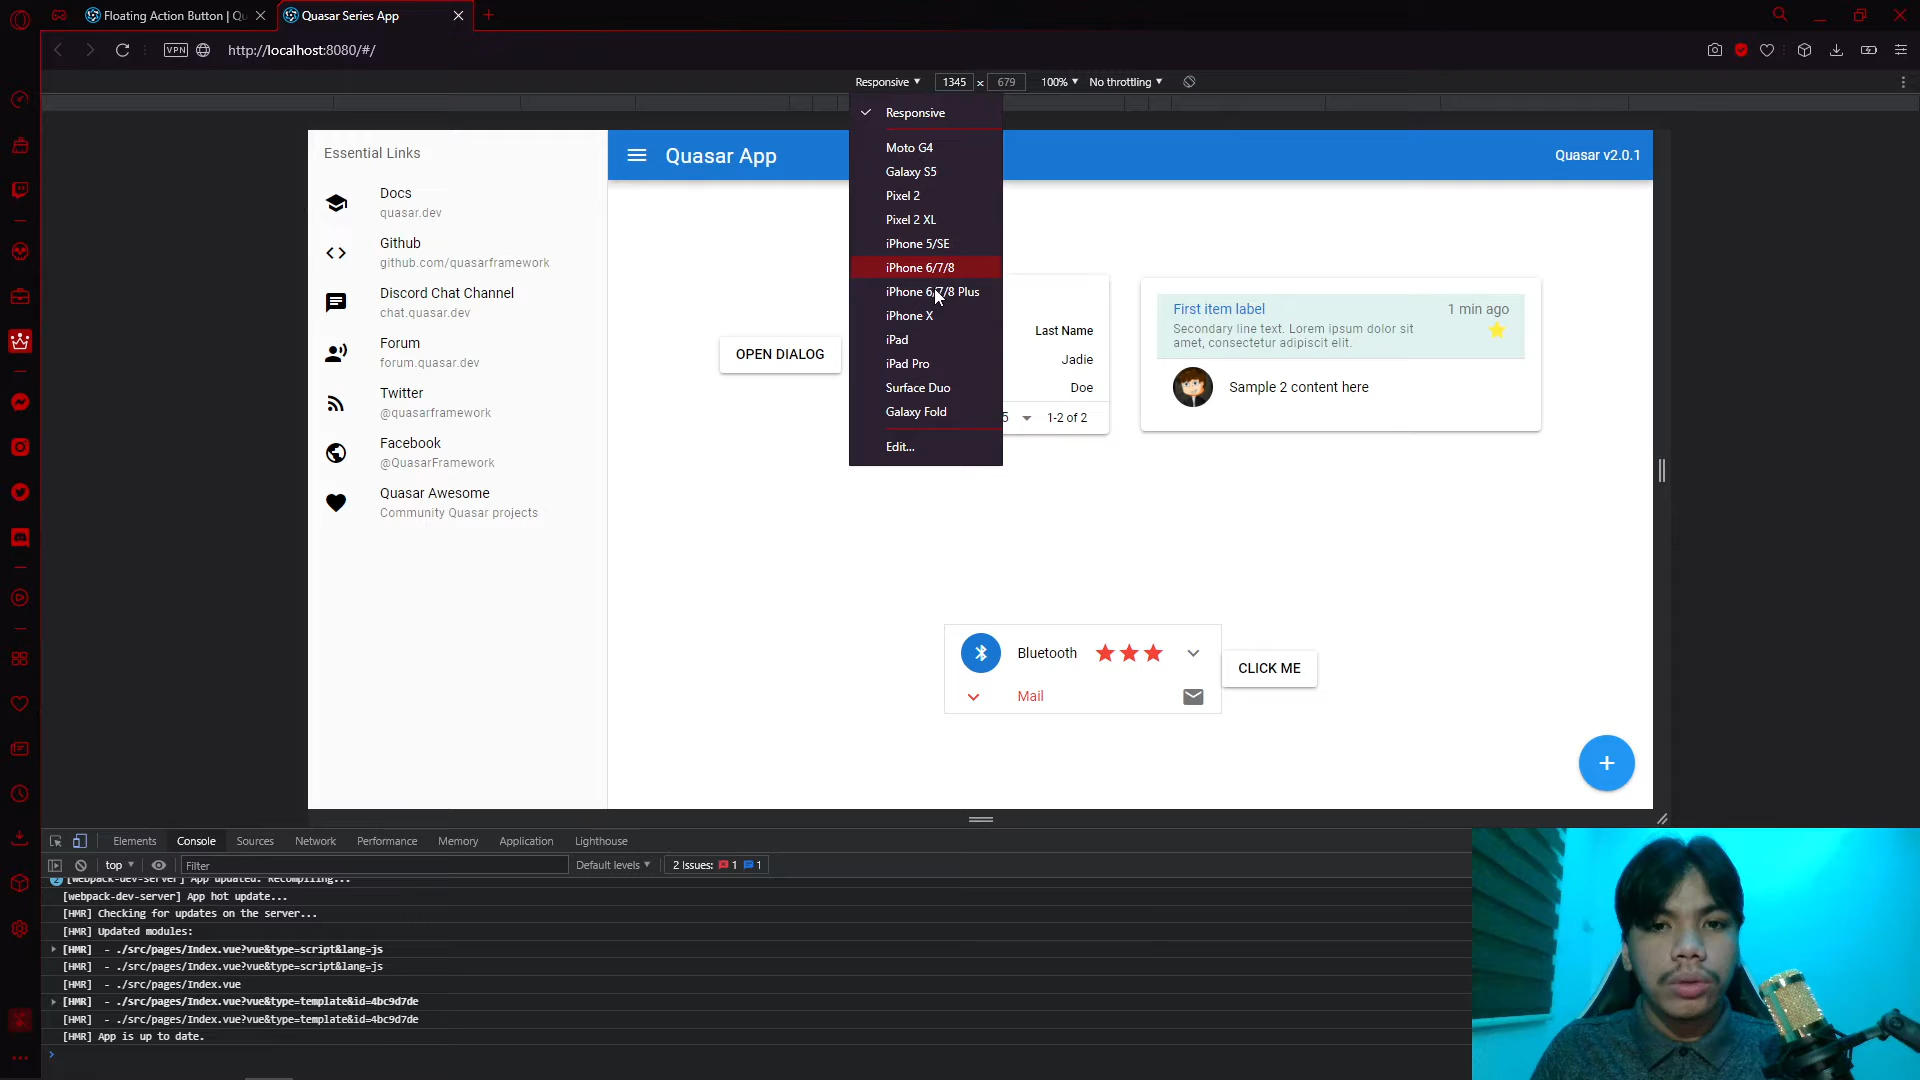 Floating Action Button | Qu
Quasar Series App
VPN
http://localhost:8080/#/
Responsive
1345
x
679
100%
No throttling
Responsive
Moto G4
Galaxy S5
Pixel 2
Pixel 2 XL
iPhone 5/SE
iPhone 6/7/8
iPhone 6/7/8 Plus
iPhone X
iPad
iPad Pro
Surface Duo
Galaxy Fold
Edit...
Essential Links
Docs
quasar.dev
Github
github.com/quasarframework
Discord Chat Channel
chat.quasar.dev
Forum
forum.quasar.dev
Twitter
@quasarframework
Facebook
@QuasarFramework
Quasar Awesome
Community Quasar projects
Quasar App
Quasar v2.0.1
OPEN DIALOG
Last Name
Jadie
Doe
5
1-2 of 2
First item label
1 min ago
Secondary line text. Lorem ipsum dolor sit
amet, consectetur adipiscit elit.
Sample 2 content here
Bluetooth
Mail
CLICK ME
Elements
Console
Sources
Network
Performance
Memory
Application
Lighthouse
top
Filter
Default levels
2 Issues:
1
1
2
[webpack-dev-server] App updated. Recompiling...
[webpack-dev-server] App hot update...
[HMR] Checking for updates on the server...
[HMR] Updated modules:
[HMR]  - ./src/pages/Index.vue?vue&type=script&lang=js
[HMR]  - ./src/pages/Index.vue?vue&type=script&lang=js
[HMR]  - ./src/pages/Index.vue
[HMR]  - ./src/pages/Index.vue?vue&type=template&id=4bc9d7de
[HMR]  - ./src/pages/Index.vue?vue&type=template&id=4bc9d7de
[HMR] App is up to date.